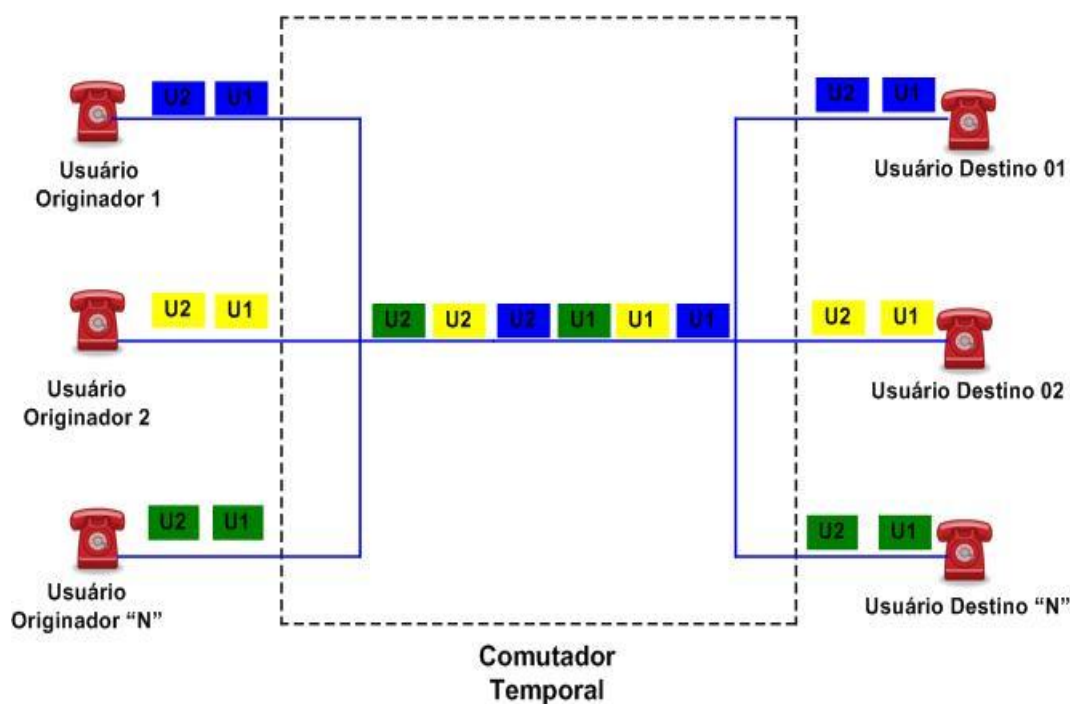 U2 U1
U2 U1
Usuário
Originador 1
Usuário Destino 01
U2 U1
U2 U2 U2 U1 U1 U1
U2 U1
Usuário
Originador 2
Usuário Destino 02
U2 U1
U2 U1
Usuário
Originador “N”
Usuário Destino “N”
Comutador
Temporal